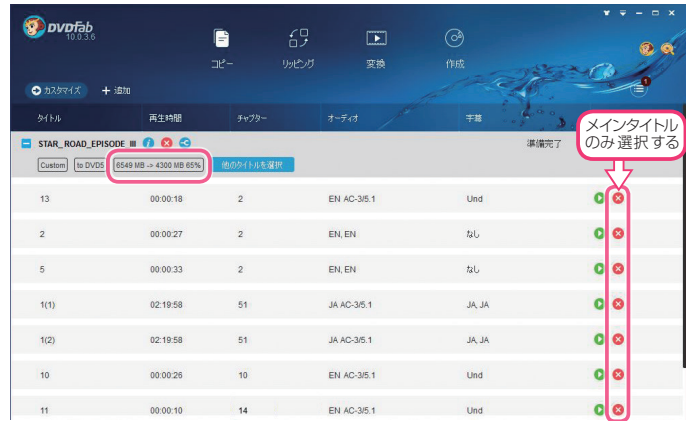 DVDFab
10.0.3.6
コピー リッピング 変換 作成
カスタマイズ + 追加
1
タイトル 再生時間 チャプター オーディオ 字幕
メインタイトル
のみ選択する
STAR_ROAD_EPISODE_III 準備完了
Custom to DVD5 6549 MB -> 4300 MB 65% 他のタイトルを選択
13 00:00:18 2 EN AC-3/5.1 Und
2 00:00:27 2 EN, EN なし
5 00:00:33 2 EN, EN なし
1(1) 02:19:58 51 JA AC-3/5.1 JA, JA
1(2) 02:19:58 51 JA AC-3/5.1 JA, JA
10 00:00:26 10 EN AC-3/5.1 Und
11 00:00:10 14 EN AC-3/5.1 Und